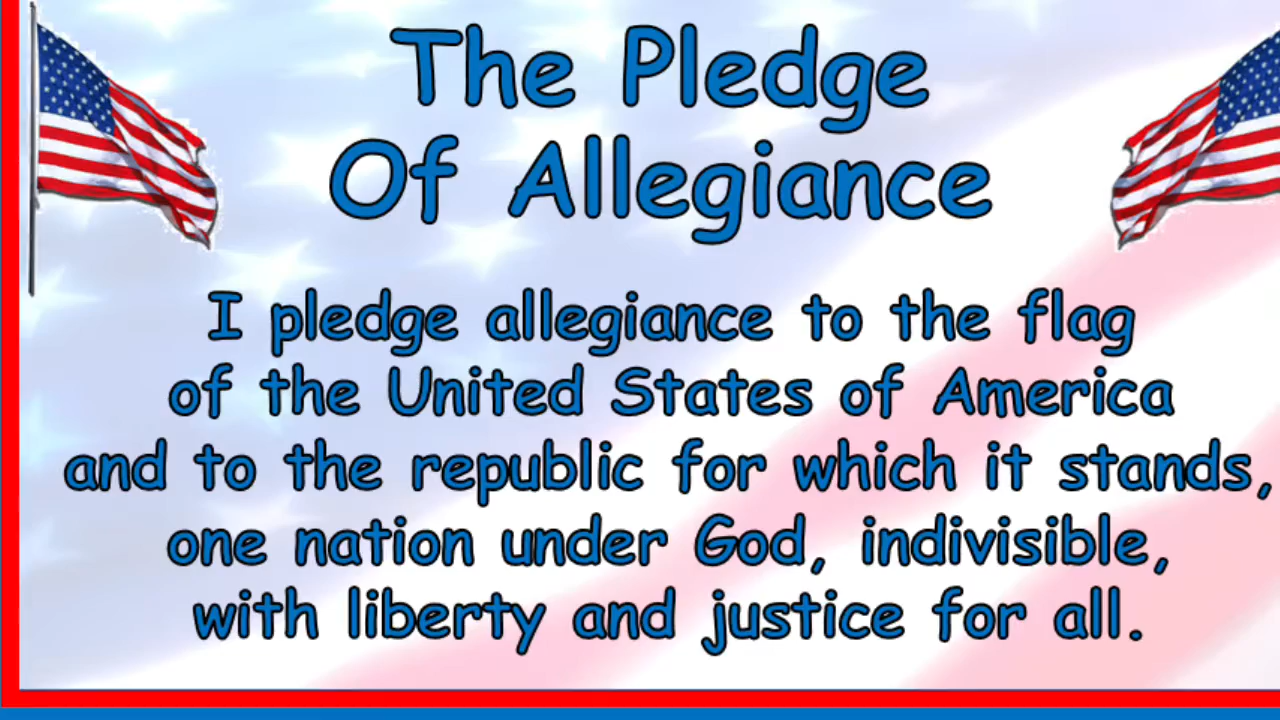 The Pledge
Of Allegiance
I pledge allegiance to the flag
of the United States of America
and to the republic for which it stands,
one nation under God, indivisible,
with liberty and justice for all.